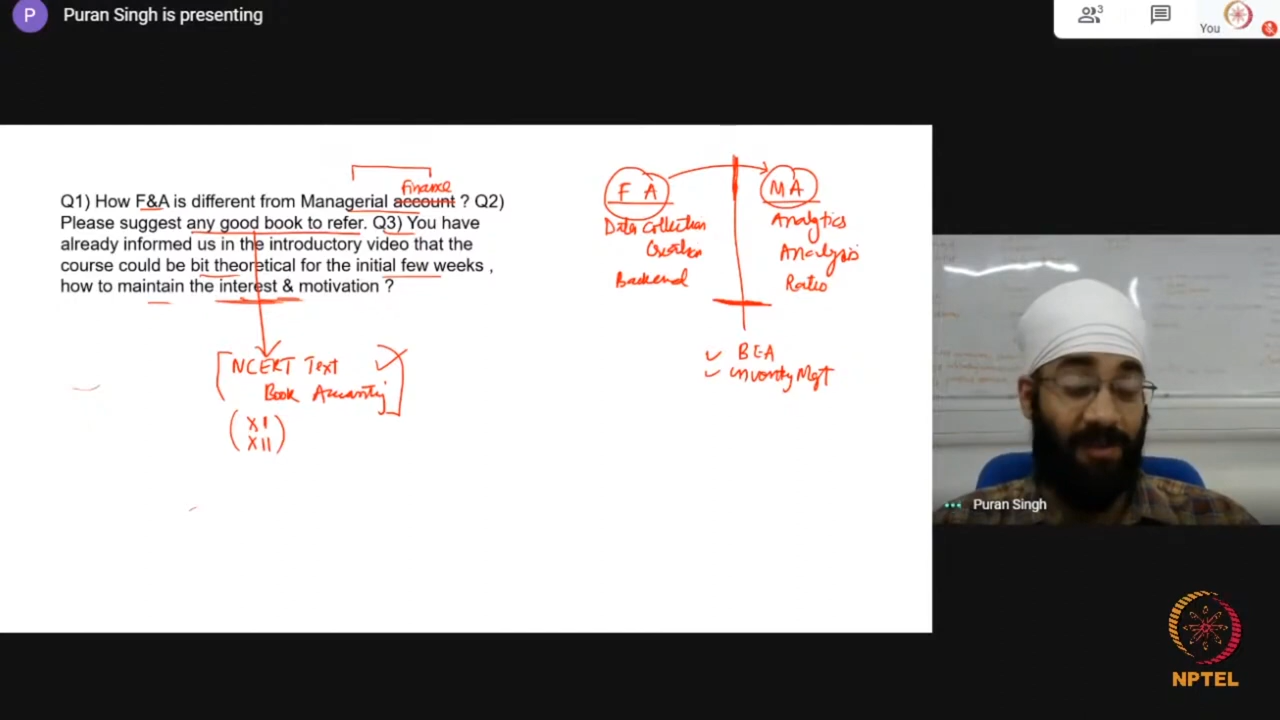 P
Puran Singh is presenting
3
You
Finance
Q1) How F&A is different from Managerial account ? Q2)
Please suggest any good book to refer. Q3) You have
already informed us in the introductory video that the
course could be bit theoretical for the initial few weeks ,
how to maintain the interest & motivation ?
NCERT Text
Book Accounting
(XI
XII)
F A
Data Collection
Creation
Backend
MA
Analytics
Analysis
Ratio
BEA
Inventory Mgt
Puran Singh
NPTEL